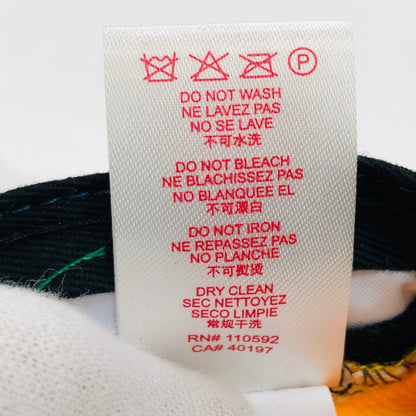 P
DO NOT WASH
NE LAVEZ PAS
NO SE LAVE
不可水洗
DO NOT BLEACH
NE BLACHISSEZ PAS
NO BLANQUEE EL
不可漂白
DO NOT IRON
NE REPASSEZ PAS
NO PLANCHE
不可熨烫
DRY CLEAN
SEC NETTOYEZ
SECO LIMPIE
常规干洗
RN# 110592
CA# 40197